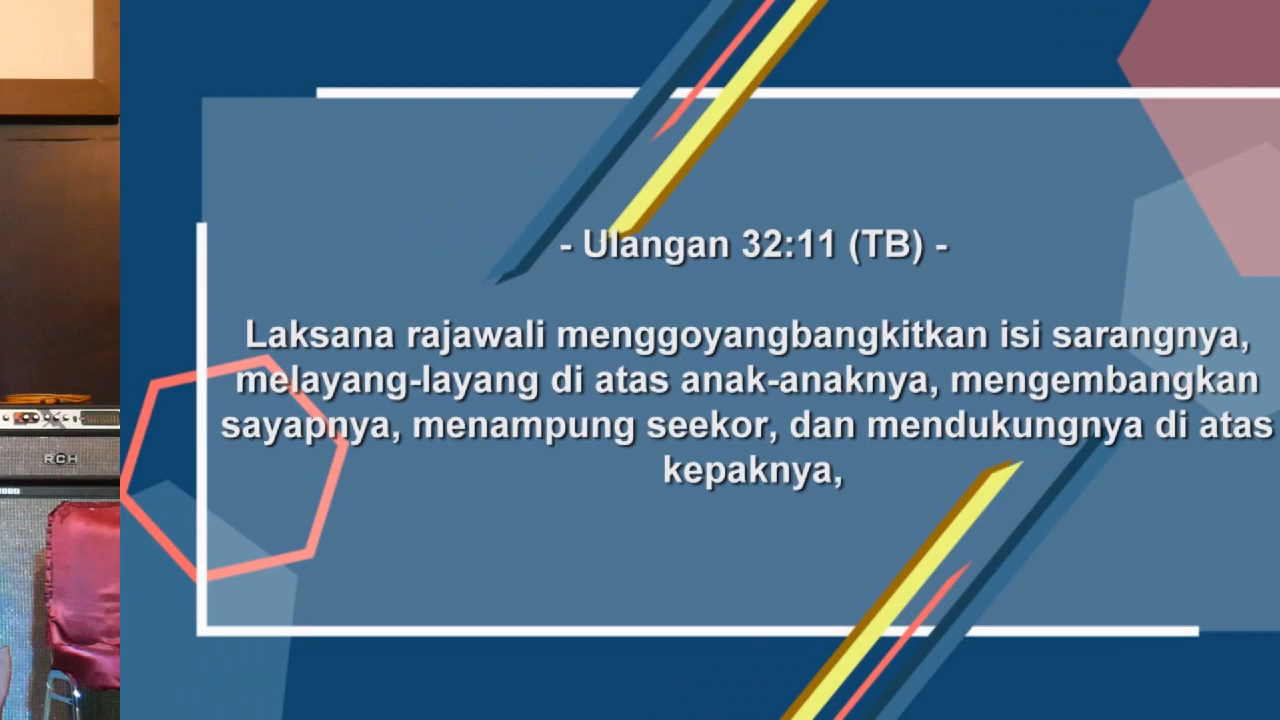 - Ulangan 32:11 (TB) -
Laksana rajawali menggoyangbangkitkan isi sarangnya,
melayang-layang di atas anak-anaknya, mengembangkan
sayapnya, menampung seekor, dan mendukungnya di atas
kepaknya,
RCH